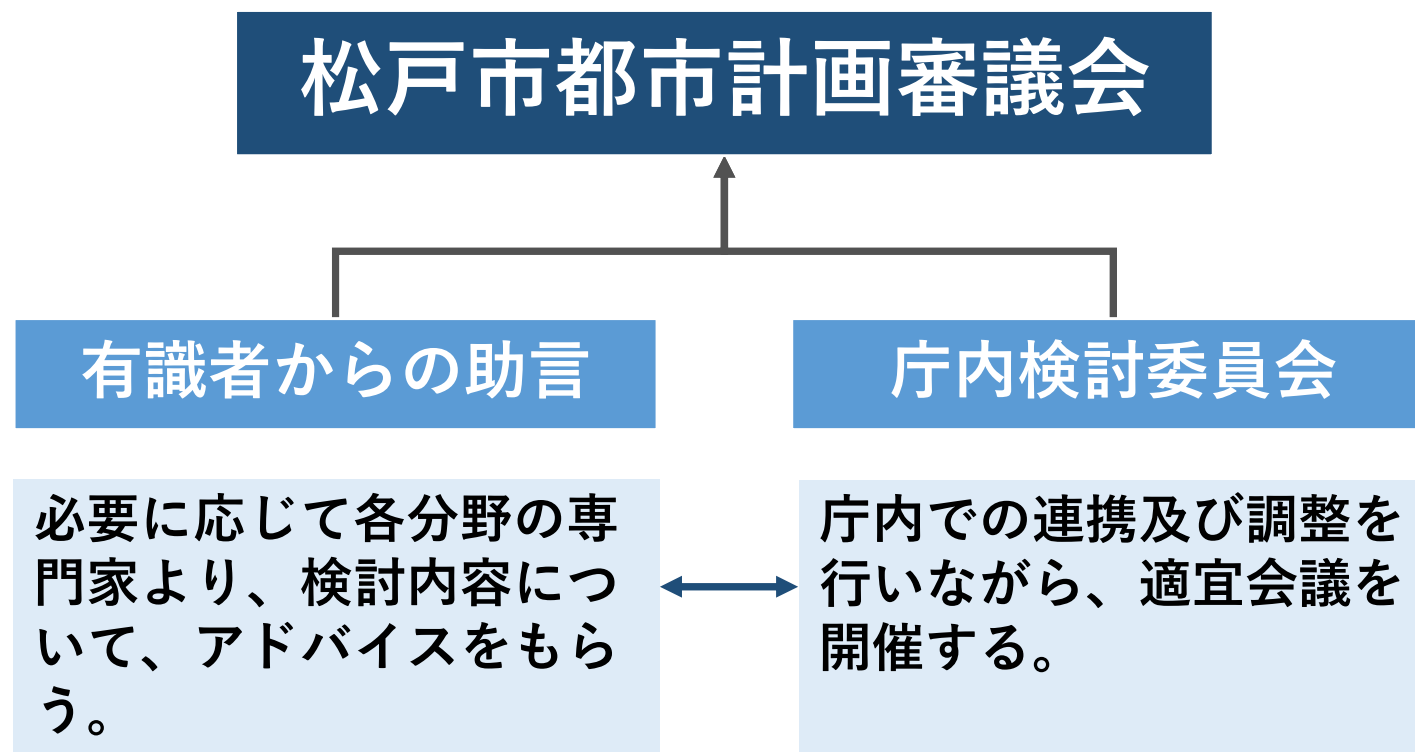 松戸市都市計画審議会
有識者からの助言
庁内検討委員会
必要に応じて各分野の専
門家より、検討内容につ
いて、アドバイスをもら
う。
庁内での連携及び調整を
行いながら、適宜会議を
開催する。